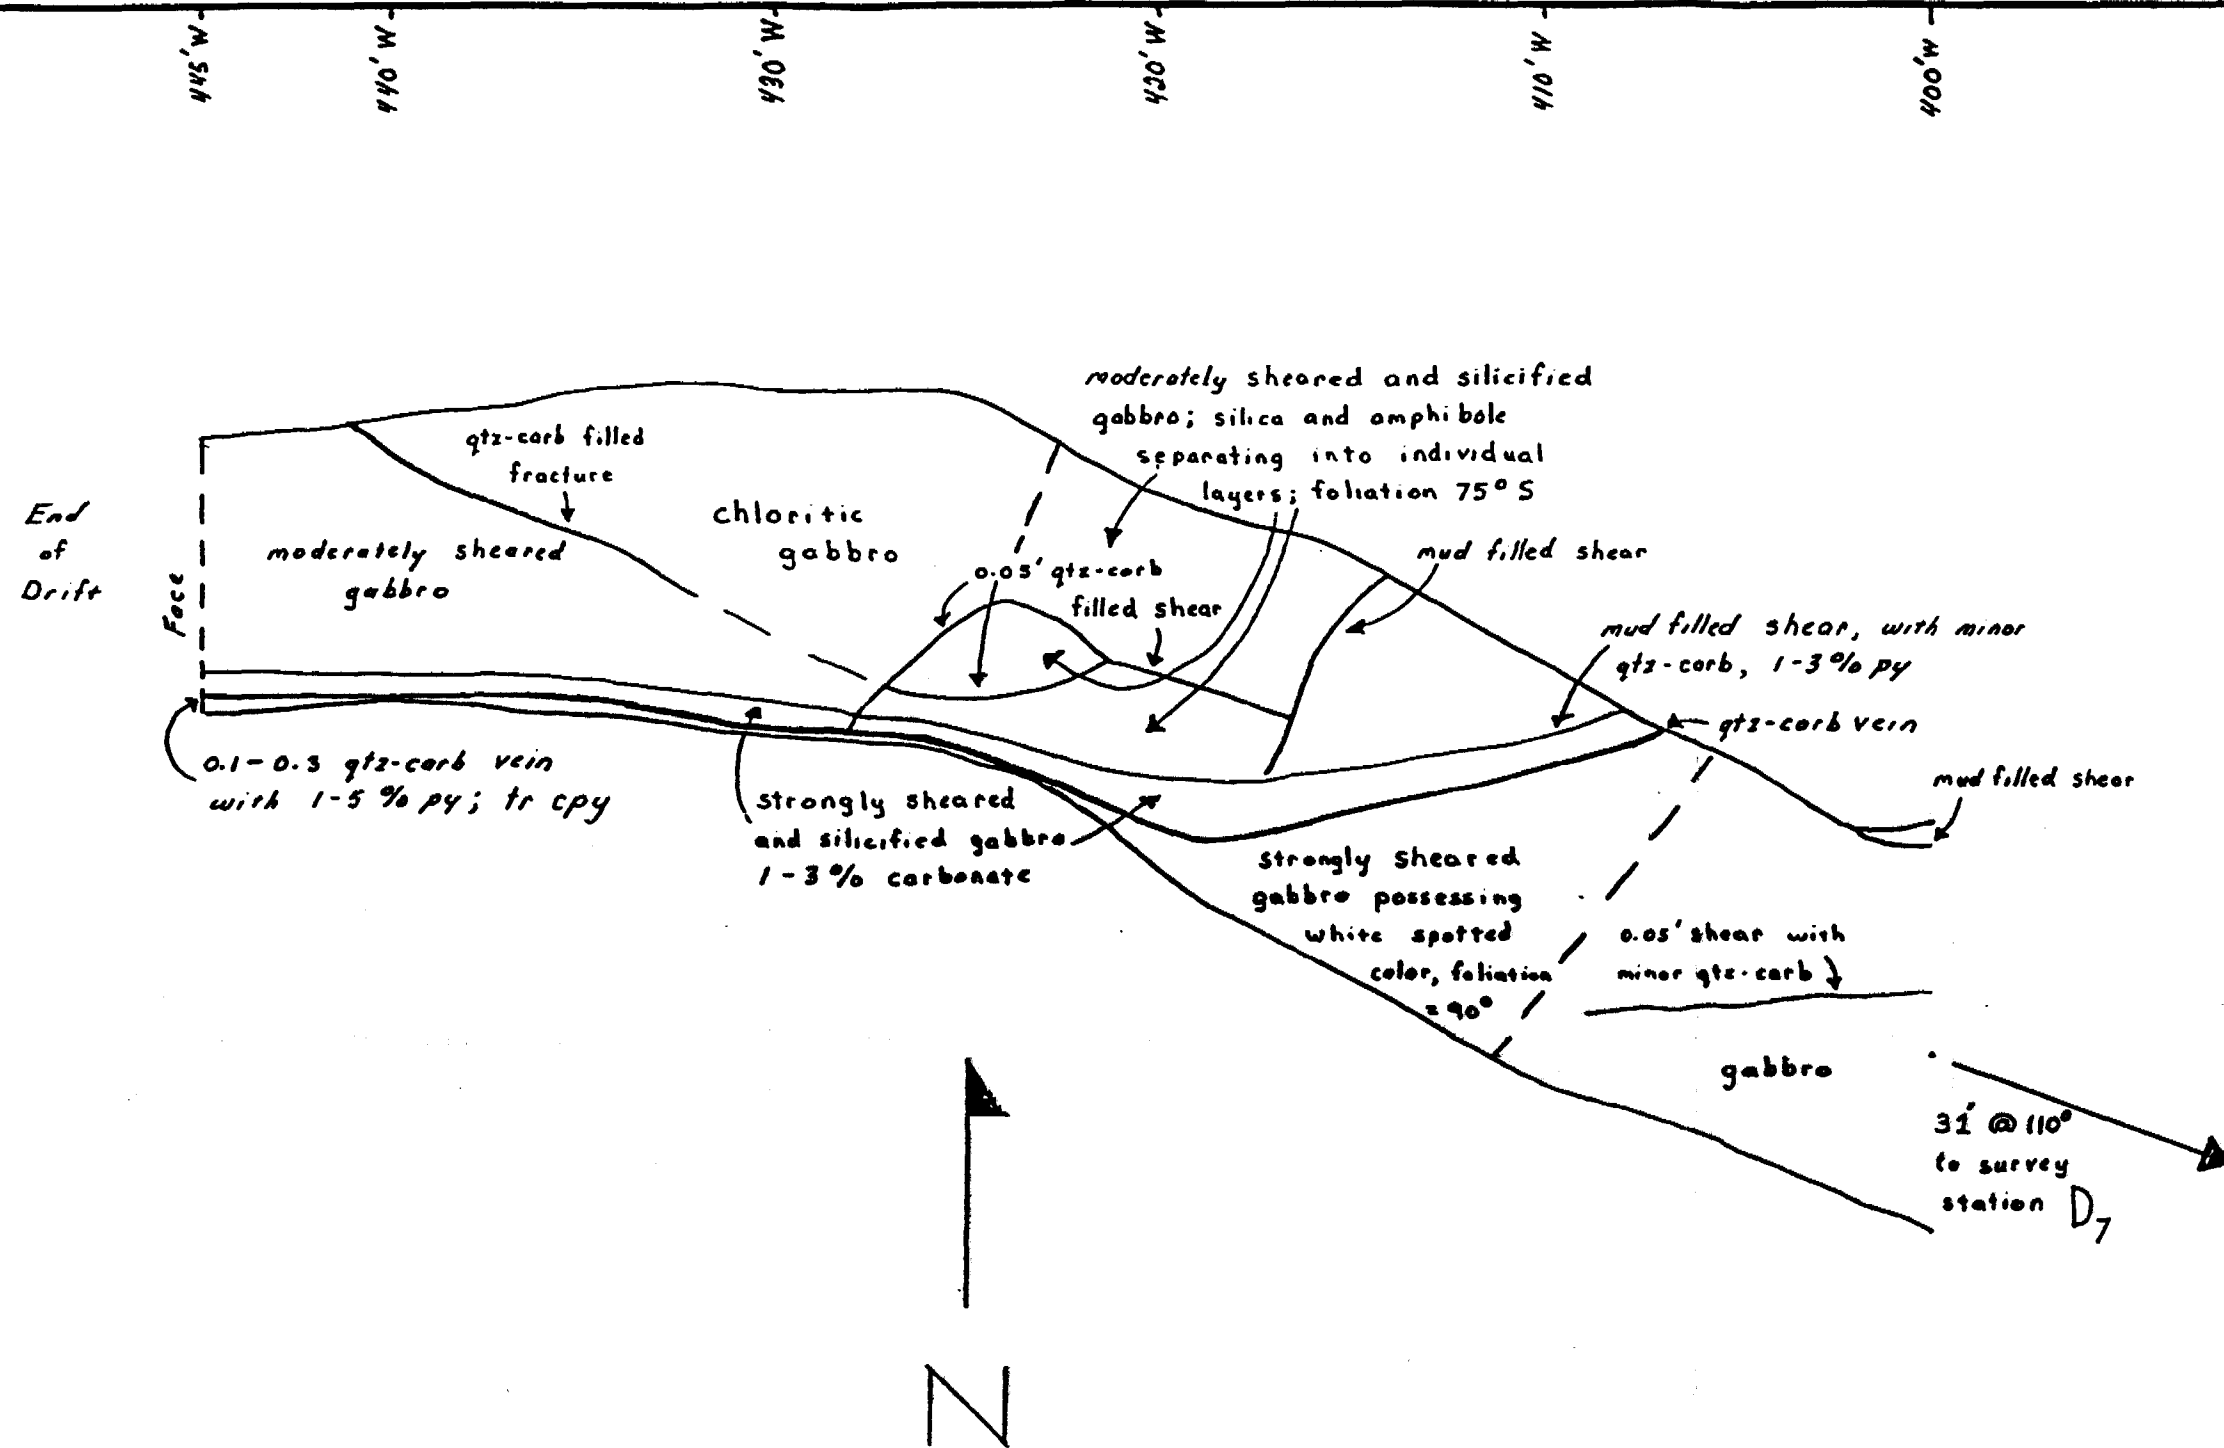 445'W
440'W
430'W
420'W
410'W
400'W
moderately sheared and silicified
gabbro; silica and amphibole
separating into individual
layers; foliation 75° S
qtz-carb filled
fracture
End
of
Drift
Face
moderately sheared
gabbro
chloritic
gabbro
0.05' qtz-carb
filled shear
mud filled shear
mud filled shear, with minor
qtz-carb, 1-3% py
qtz-carb vein
mud filled shear
0.1-0.3 qtz-carb vein
with 1-5% py; tr cpy
strongly sheared
and silicified gabbro
1-3% carbonate
strongly sheared
gabbro possessing
white spotted
color, foliation
= 90°
0.05' shear with
minor qtz-carb
gabbro
31' @ 110°
to survey
station D7
N